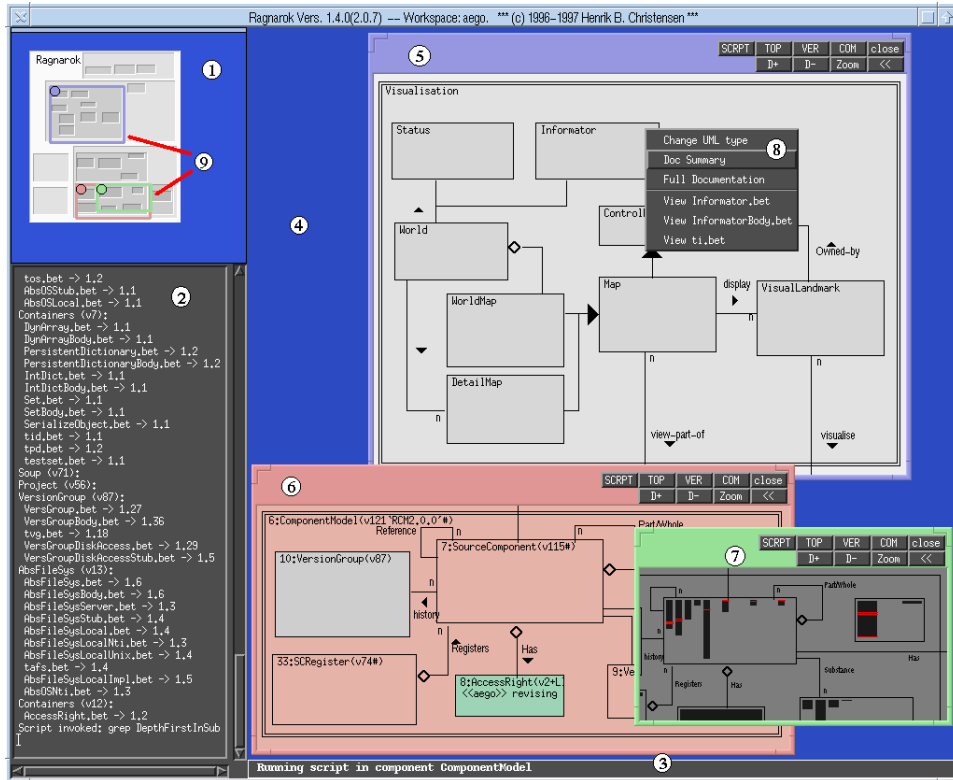 Ragnarok Vers. 1.4.0(2.0.7) -- Workspace: aego. *** (c) 1996-1997 Henrik B. Christensen ***
Ragnarok
1
9
tos.bet -> 1.2
AbsOSStub.bet -> 1.1
AbsOSLocal.bet -> 1.1
Containers (v7):
DynArray.bet -> 1.1
DynArrayBody.bet -> 1.1
PersistentDictionary.bet -> 1.2
PersistentDictionaryBody.bet -> 1.2
IntDict.bet -> 1.1
IntDictBody.bet -> 1.1
Set.bet -> 1.1
SetBody.bet -> 1.1
SerializeObject.bet -> 1.1
tid.bet -> 1.1
tpd.bet -> 1.2
testset.bet -> 1.1
Soup (v71):
Project (v56):
VersionGroup (v87):
VersGroup.bet -> 1.27
VersGroupBody.bet -> 1.36
tvg.bet -> 1.18
VersGroupDiskAccess.bet -> 1.29
VersGroupDiskAccessStub.bet -> 1.5
AbsFileSys (v13):
AbsFileSys.bet -> 1.6
AbsFileSysBody.bet -> 1.6
AbsFileSysServer.bet -> 1.3
AbsFileSysStub.bet -> 1.4
AbsFileSysLocal.bet -> 1.4
AbsFileSysLocalNti.bet -> 1.3
AbsFileSysLocalUnix.bet -> 1.4
tafs.bet -> 1.4
AbsFileSysLocalImpl.bet -> 1.5
AbsOSNti.bet -> 1.3
Containers (v12):
AccessRight.bet -> 1.2
Script invoked: grep DepthFirstInSub
2
4
5
SCRPT TOP VER COM close
D+ D- Zoom <<
Visualisation
Status
Informator
Change UML type
8
Doc Summary
Full Documentation
View Informator.bet
View InformatorBody.bet
View ti.bet
World
Controll
Owned-by
WorldMap
Map
display
VisualLandmark
n
n
DetailMap
n
n
view-part-of
visualise
6
SCRPT TOP VER COM close
D+ D- Zoom <<
6:ComponentModel(v121`RCM2.0.0'#)
Reference
Part/Whole
7:SourceComponent(v115#)
n
n
10:VersionGroup(v87)
n
history
n
Registers
Has
33:SCRegister(v74#)
8:AccessRight(v2+L
<<aego>> revising
9:Ve
7
SCRPT TOP VER COM close
D+ D- Zoom <<
Part/Whole
n
n
n
history
n
Registers
Has
Substance
Has
n
3
Running script in component ComponentModel